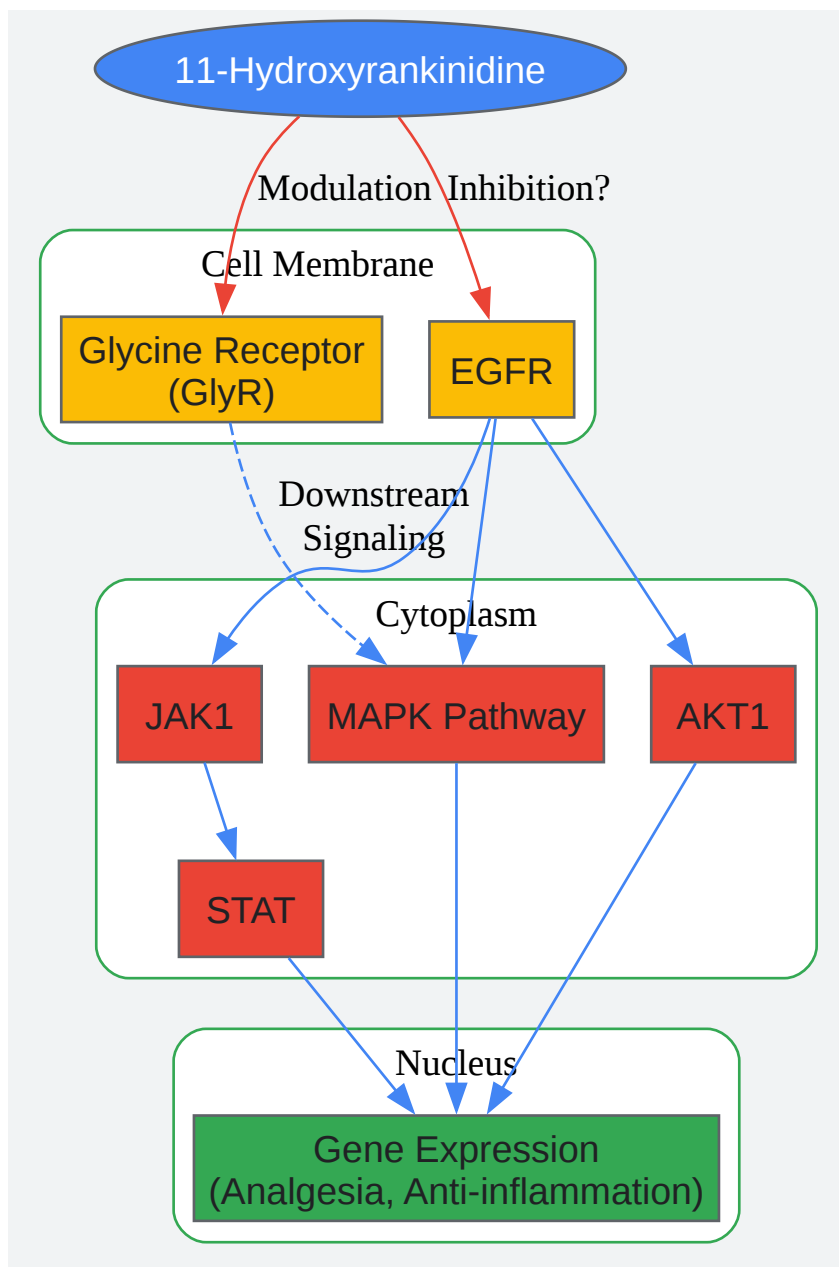 11-Hydroxyrankinidine
Modulation
Inhibition?
Cell Membrane
Glycine Receptor
(GlyR)
EGFR
Downstream
Signaling
Cytoplasm
JAK1
MAPK Pathway
AKT1
STAT
Nucleus
Gene Expression
(Analgesia, Anti-inflammation)